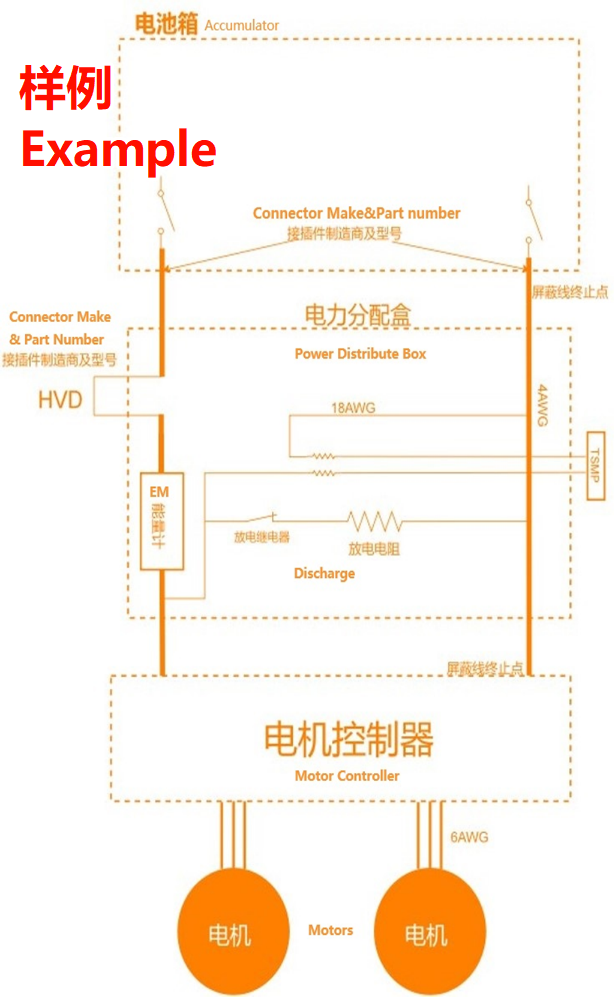 电池箱 Accumulator
样例
Example
Connector Make&Part number
接插件制造商及型号
屏蔽线终止点
Connector Make
& Part Number
接插件制造商及型号
HVD
电力分配盒
Power Distribute Box
18AWG
4AWG
TSMP
EM
能量计
放电继电器
放电电阻
Discharge
屏蔽线终止点
电机控制器
Motor Controller
6AWG
电机
Motors
电机